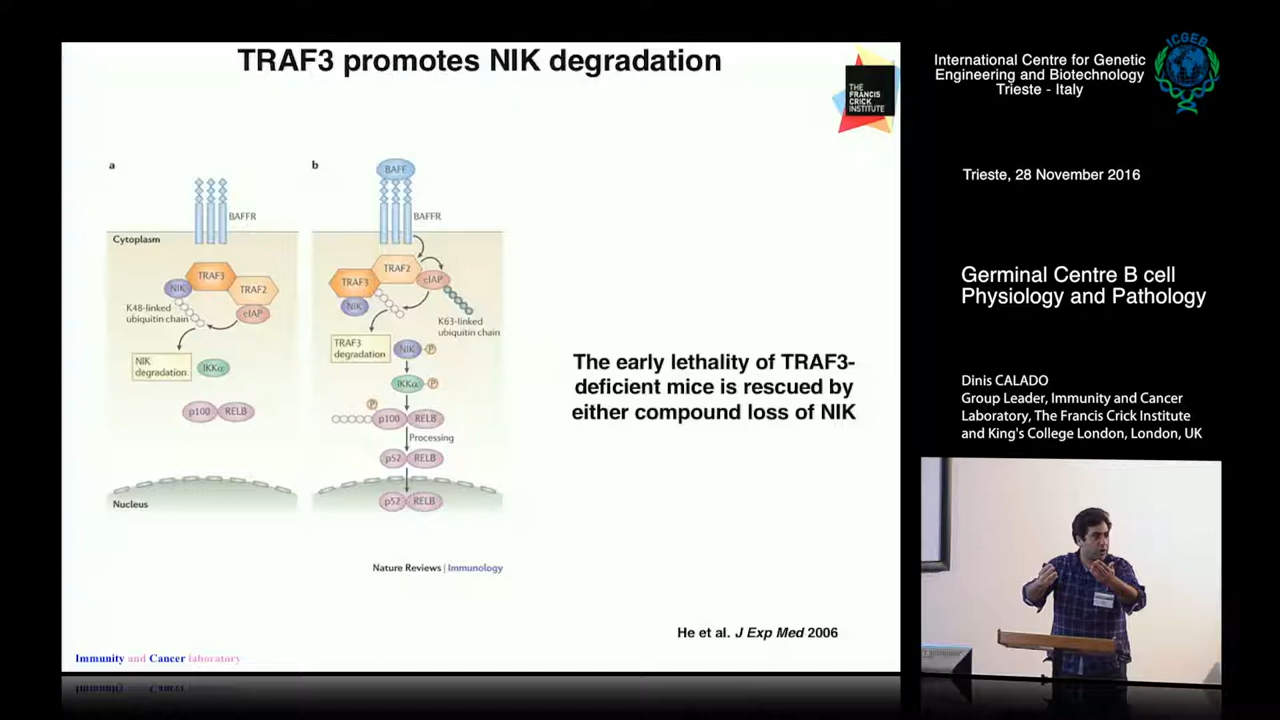 TRAF3 promotes NIK degradation
THE
FRANCIS
CRICK
INSTITUTE
a
BAFFR
Cytoplasm
TRAF3
NIK
TRAF2
K48-linked
ubiquitin chain
cIAP
NIK
degradation
IKKα
p100
RELB
Nucleus
b
BAFF
BAFFR
TRAF2
TRAF3
cIAP
NIK
K63-linked
ubiquitin chain
TRAF3
degradation
NIK
P
IKKα
P
P
p100
RELB
Processing
p52
RELB
p52
RELB
Nature Reviews | Immunology
The early lethality of TRAF3-
deficient mice is rescued by
either compound loss of NIK
He et al. J Exp Med 2006
Immunity and Cancer laboratory
International Centre for Genetic
Engineering and Biotechnology
Trieste - Italy
ICGEB
Trieste, 28 November 2016
Germinal Centre B cell
Physiology and Pathology
Dinis CALADO
Group Leader, Immunity and Cancer
Laboratory, The Francis Crick Institute
and King's College London, London, UK